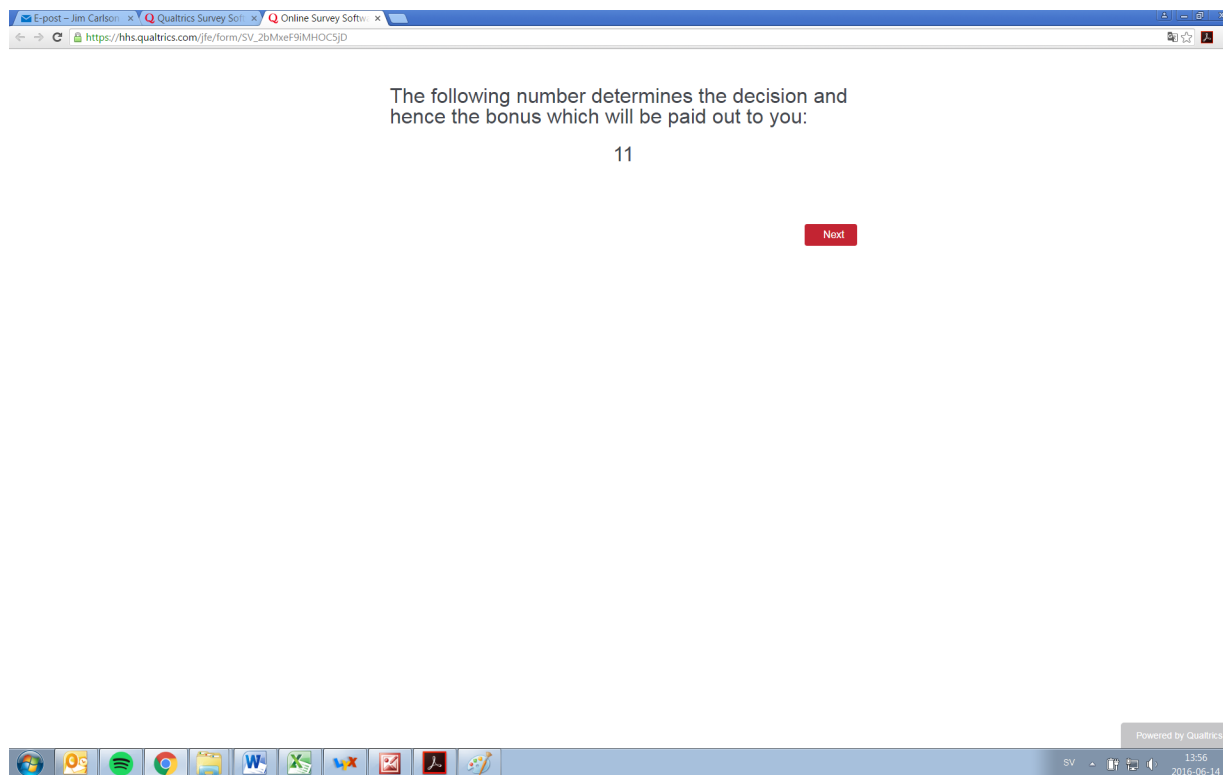 E-post – Jim Carlson
Qualtrics Survey Soft
Online Survey Softwa
https://hhs.qualtrics.com/jfe/form/SV_2bMxeF9iMHOC5jD
The following number determines the decision and
hence the bonus which will be paid out to you:
11
Next
Powered by Qualtrics
SV
13:56
2016-06-14